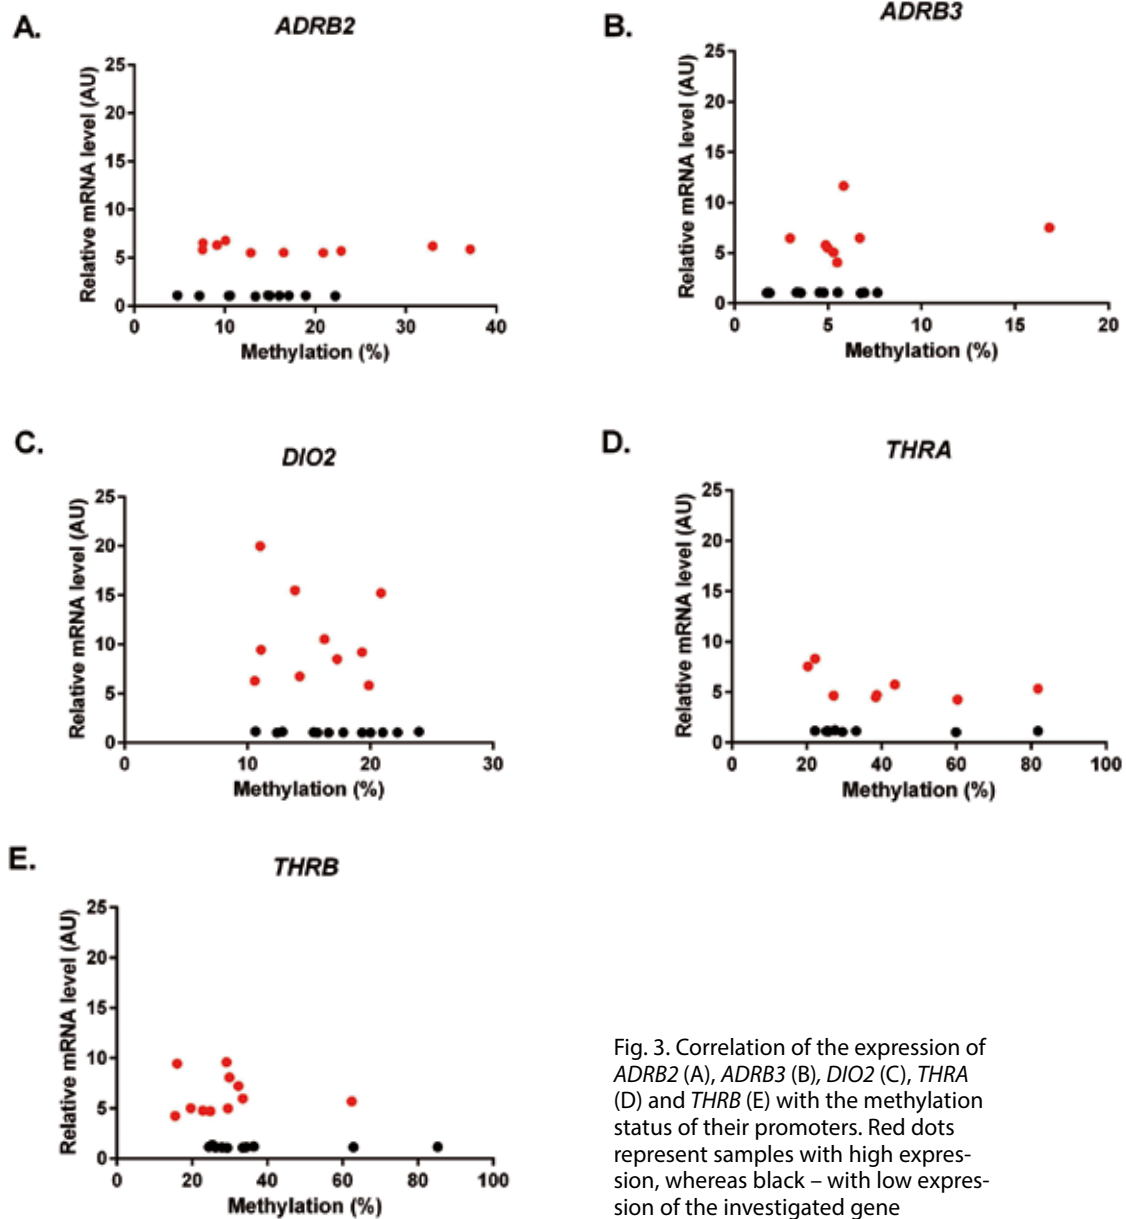 A.
ADRB2
25
20
15
10
5
0
Relative mRNA level (AU)
0 10 20 30 40
Methylation (%)
B.
ADRB3
25
20
15
10
5
0
Relative mRNA level (AU)
0 5 10 15 20
Methylation (%)
C.
DIO2
25
20
15
10
5
0
Relative mRNA level (AU)
0 10 20 30
Methylation (%)
D.
THRA
25
20
15
10
5
0
Relative mRNA level (AU)
0 20 40 60 80 100
Methylation (%)
E.
THRB
25
20
15
10
5
0
Relative mRNA level (AU)
0 20 40 60 80 100
Methylation (%)
Fig. 3. Correlation of the expression of
ADRB2 (A), ADRB3 (B), DIO2 (C), THRA
(D) and THRB (E) with the methylation
status of their promoters. Red dots
represent samples with high expres-
sion, whereas black – with low expres-
sion of the investigated gene